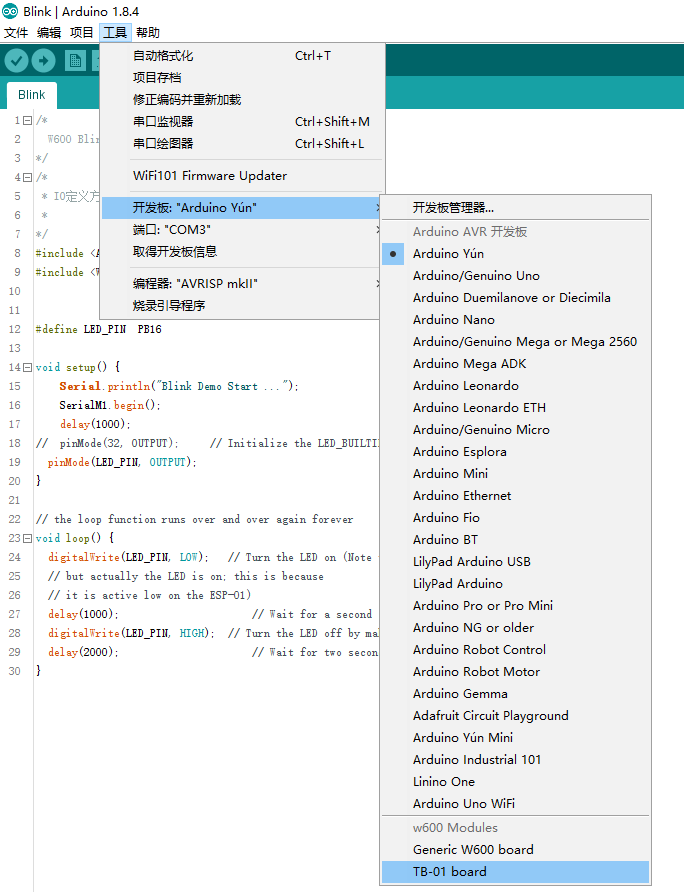 Blink | Arduino 1.8.4
文件 编辑 项目 工具 帮助
自动格式化 Ctrl+T
项目存档
修正编码并重新加载
串口监视器 Ctrl+Shift+M
串口绘图器 Ctrl+Shift+L
WiFi101 Firmware Updater
开发板: "Arduino Yún"
端口: "COM3"
取得开发板信息
编程器: "AVRISP mkII"
烧录引导程序
开发板管理器...
Arduino AVR 开发板
Arduino Yún
Arduino/Genuino Uno
Arduino Duemilanove or Diecimila
Arduino Nano
Arduino/Genuino Mega or Mega 2560
Arduino Mega ADK
Arduino Leonardo
Arduino Leonardo ETH
Arduino/Genuino Micro
Arduino Esplora
Arduino Mini
Arduino Ethernet
Arduino Fio
Arduino BT
LilyPad Arduino USB
LilyPad Arduino
Arduino Pro or Pro Mini
Arduino NG or older
Arduino Robot Control
Arduino Robot Motor
Arduino Gemma
Adafruit Circuit Playground
Arduino Yún Mini
Arduino Industrial 101
Linino One
Arduino Uno WiFi
w600 Modules
Generic W600 board
TB-01 board
Blink
1 /*
2 W600 Blin
3 */
4 /*
5 * IO定义方
6 *
7 */
8 #include <A
9 #include <W
10
11
12 #define LED_PIN PB16
13
14 void setup() {
15 Serial.println("Blink Demo Start ...");
16 SerialM1.begin();
17 delay(1000);
18 // pinMode(32, OUTPUT); // Initialize the LED_BUILTI
19 pinMode(LED_PIN, OUTPUT);
20 }
21
22 // the loop function runs over and over again forever
23 void loop() {
24 digitalWrite(LED_PIN, LOW); // Turn the LED on (Note
25 // but actually the LED is on; this is because
26 // it is active low on the ESP-01)
27 delay(1000); // Wait for a second
28 digitalWrite(LED_PIN, HIGH); // Turn the LED off by ma
29 delay(2000); // Wait for two secon
30 }